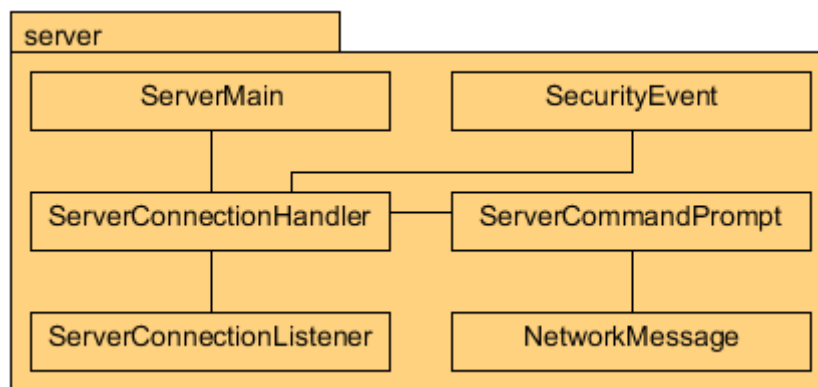 server
ServerMain
SecurityEvent
ServerConnectionHandler
ServerCommandPrompt
ServerConnectionListener
NetworkMessage